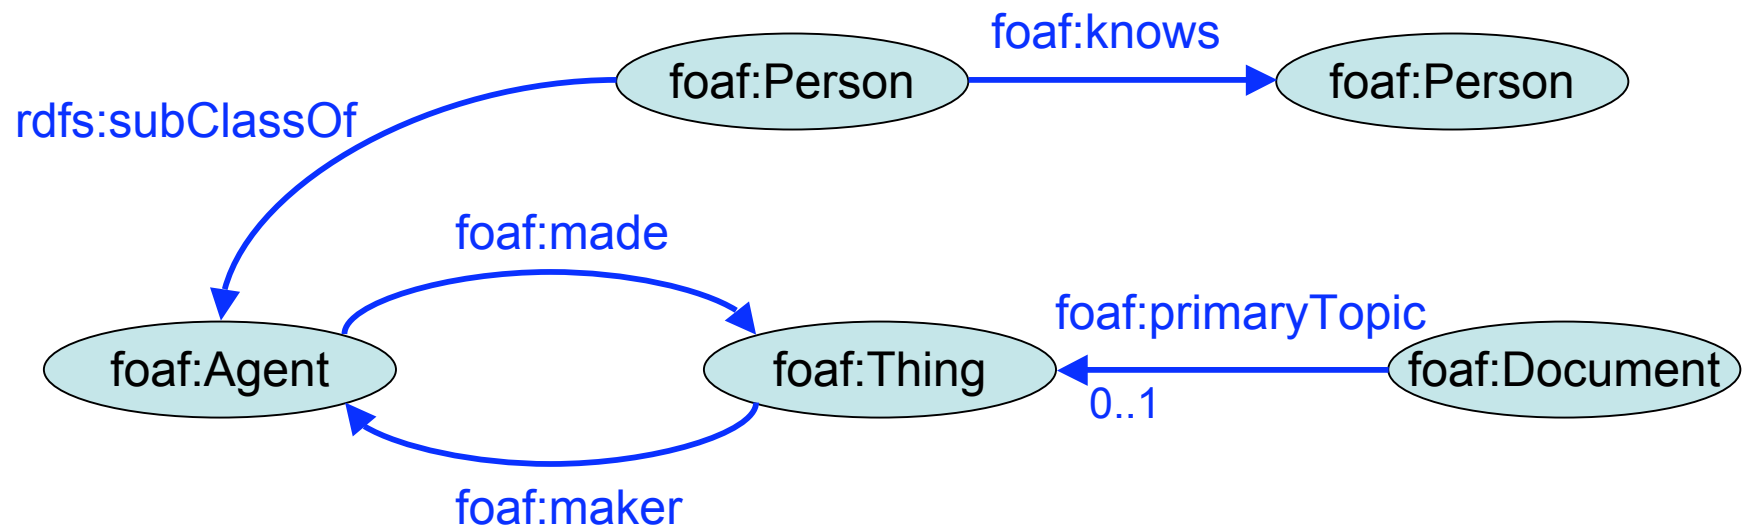 foaf:knows
foaf:Person
foaf:Person
rdfs:subClassOf
foaf:made
foaf:primaryTopic
foaf:Agent
foaf:Thing
foaf:Document
0..1
foaf:maker